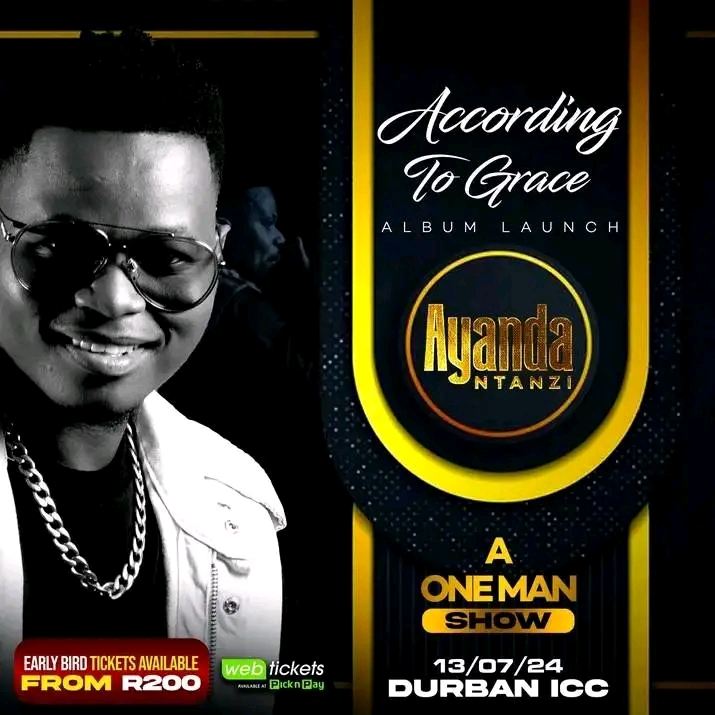 According
To Grace
ALBUM LAUNCH
Ayanda
NTANZI
A
ONE MAN
SHOW
13/07/24
DURBAN ICC
EARLY BIRD TICKETS AVAILABLE
FROM R200
web tickets
AVAILABLE AT Pick n Pay